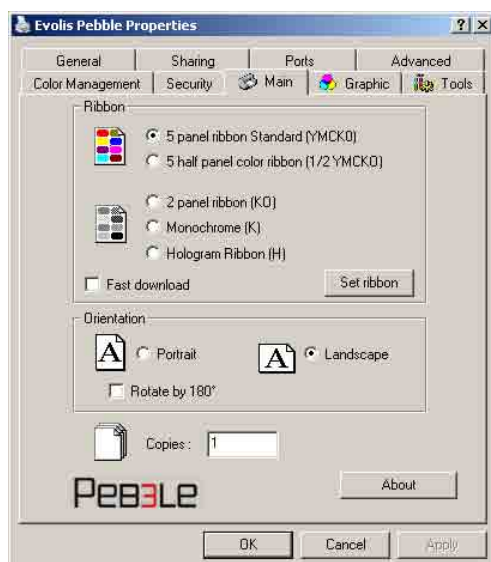 Evolis Pebble Properties
General Sharing Ports Advanced
Color Management Security Main Graphic Tools
Ribbon
5 panel ribbon Standard (YMCKO)
5 half panel color ribbon (1/2 YMCKO)
2 panel ribbon (KO)
Monochrome (K)
Hologram Ribbon (H)
Fast download
Set ribbon
Orientation
A Portrait
A Landscape
Rotate by 180°
Copies : 1
PEB3LE
About
OK Cancel Apply